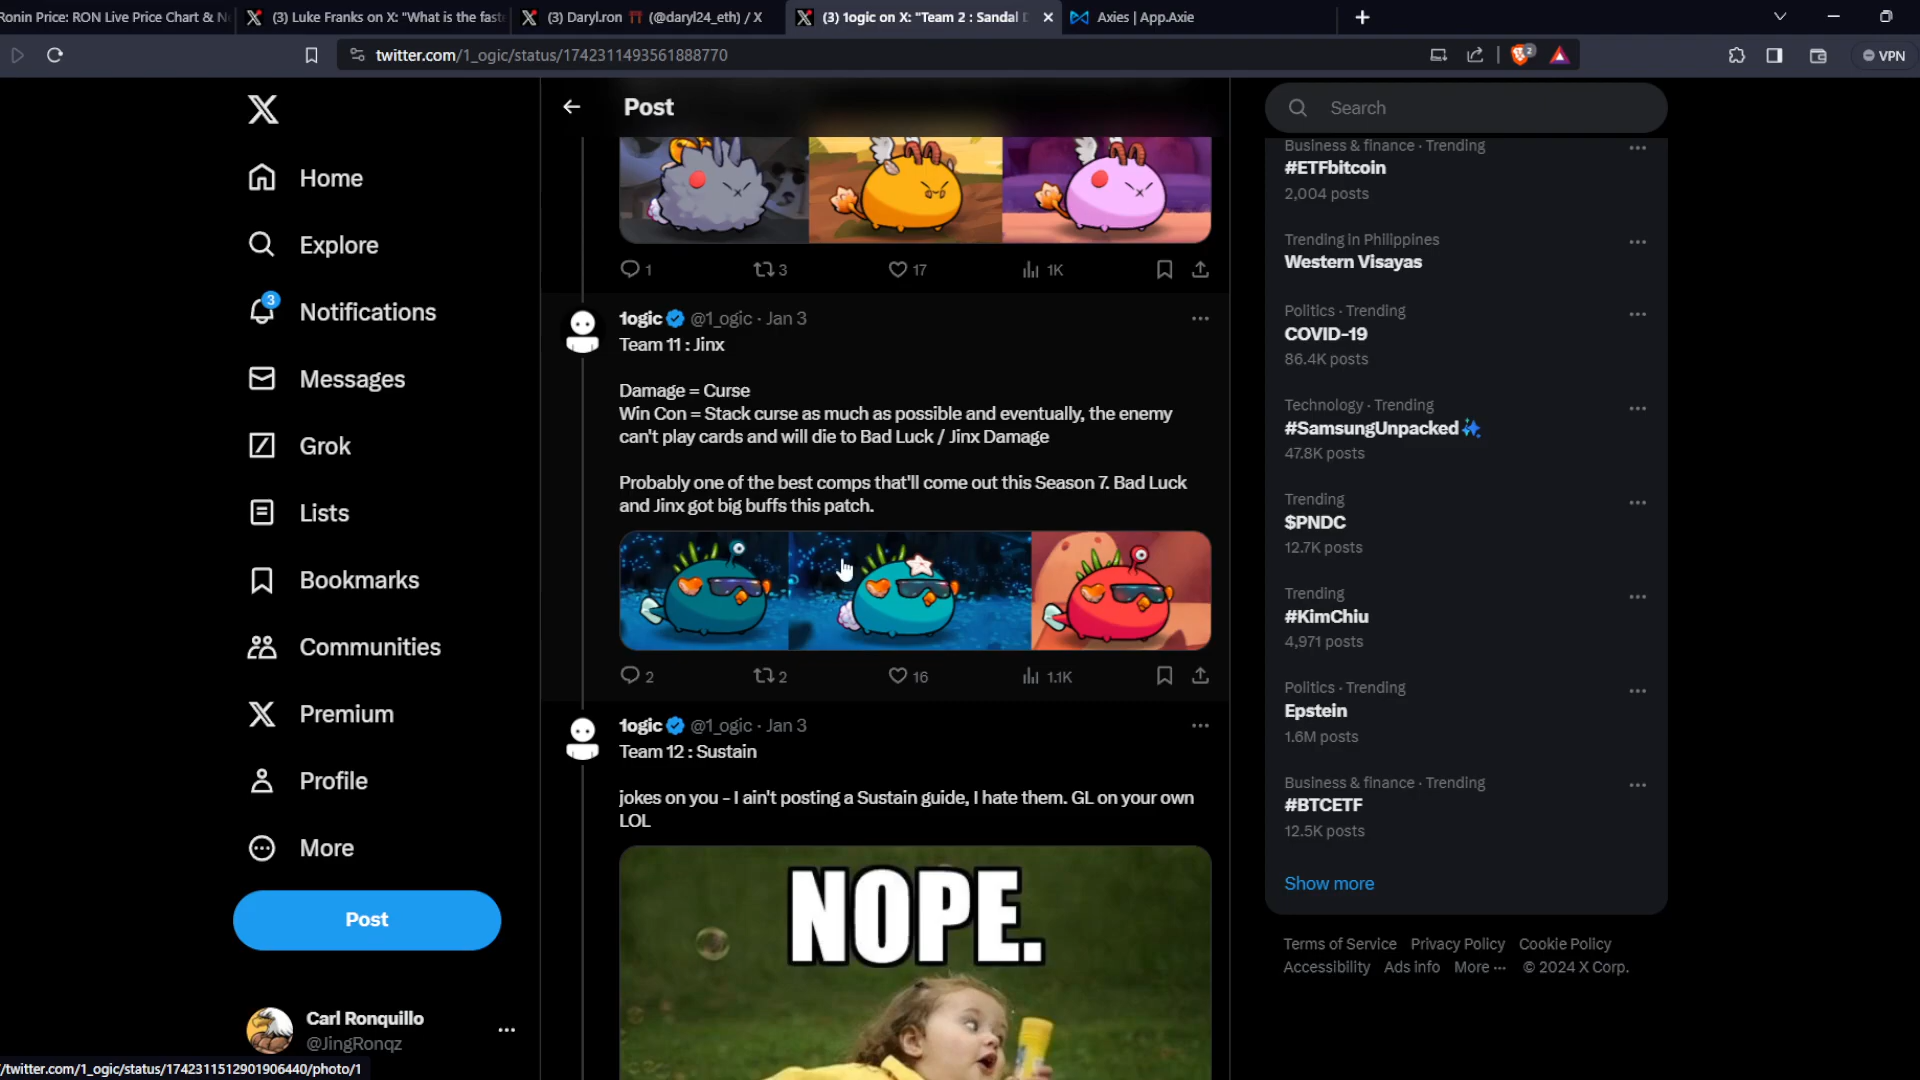 Ronin Price: RON Live Price Chart & N
(3) Luke Franks on X: "What is the fast
(3) Daryl.ron ⛩️ (@daryl24_eth) / X
(3) 1ogic on X: "Team 2 : Sandal D
Axies | App.Axie
twitter.com/1_ogic/status/1742311493561888770
2
VPN
Home
Explore
3
Notifications
Messages
Grok
Lists
Bookmarks
Communities
Premium
Profile
More
Post
Carl Ronquillo
@JingRonqz
/twitter.com/1_ogic/status/1742311512901906440/photo/1
Post
1
3
17
1K
1ogic @1_ogic · Jan 3
Team 11 : Jinx
Damage = Curse
Win Con = Stack curse as much as possible and eventually, the enemy
can't play cards and will die to Bad Luck / Jinx Damage
Probably one of the best comps that'll come out this Season 7. Bad Luck
and Jinx got big buffs this patch.
2
2
16
1.1K
1ogic @1_ogic · Jan 3
Team 12 : Sustain
jokes on you - I ain't posting a Sustain guide, I hate them. GL on your own
LOL
NOPE.
Search
Business & finance · Trending
#ETFbitcoin
2,004 posts
Trending in Philippines
Western Visayas
Politics · Trending
COVID-19
86.4K posts
Technology · Trending
#SamsungUnpacked
47.8K posts
Trending
$PNDC
12.7K posts
Trending
#KimChiu
4,971 posts
Politics · Trending
Epstein
1.6M posts
Business & finance · Trending
#BTCETF
12.5K posts
Show more
Terms of Service Privacy Policy Cookie Policy
Accessibility Ads info More ··· © 2024 X Corp.